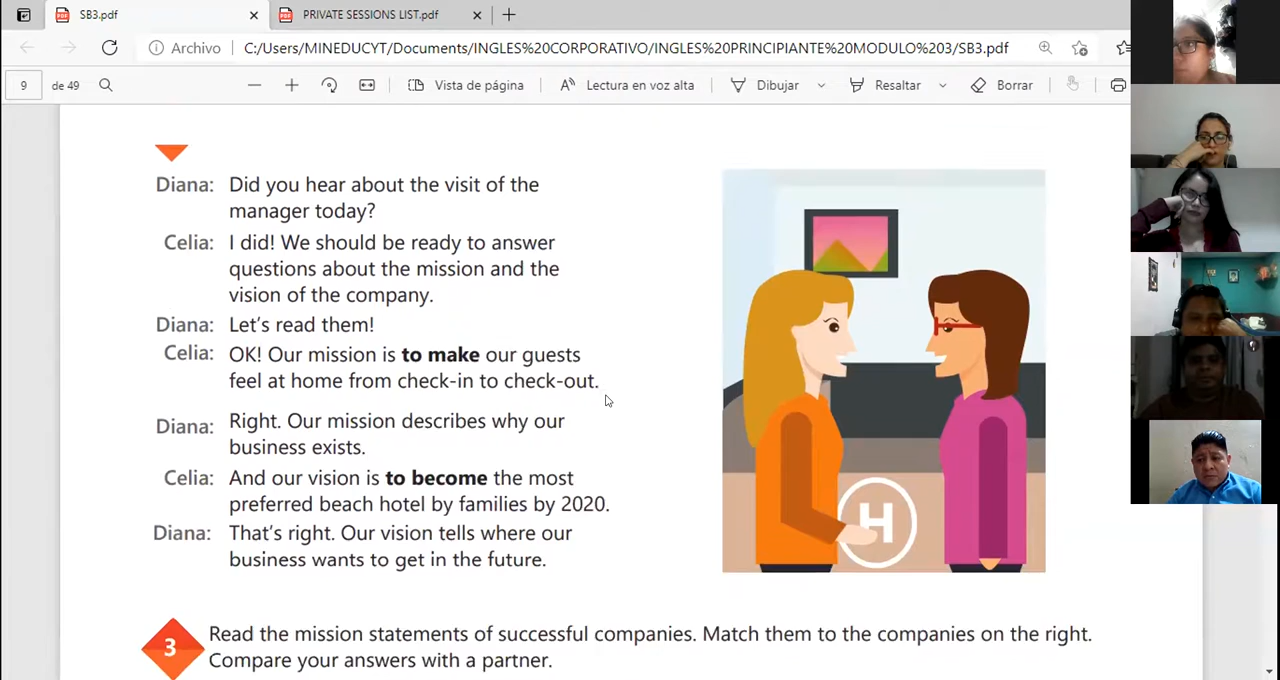 SB3.pdf
PRIVATE SESSIONS LIST.pdf
Archivo
C:/Users/MINEDUCYT/Documents/INGLES%20CORPORATIVO/INGLES%20PRINCIPIANTE%20MODULO%203/SB3.pdf
9 de 49
Vista de página
Lectura en voz alta
Dibujar
Resaltar
Borrar
Diana: Did you hear about the visit of the
manager today?
Celia: I did! We should be ready to answer
questions about the mission and the
vision of the company.
Diana: Let's read them!
Celia: OK! Our mission is to make our guests
feel at home from check-in to check-out.
Diana: Right. Our mission describes why our
business exists.
Celia: And our vision is to become the most
preferred beach hotel by families by 2020.
Diana: That's right. Our vision tells where our
business wants to get in the future.
H
3 Read the mission statements of successful companies. Match them to the companies on the right.
Compare your answers with a partner.